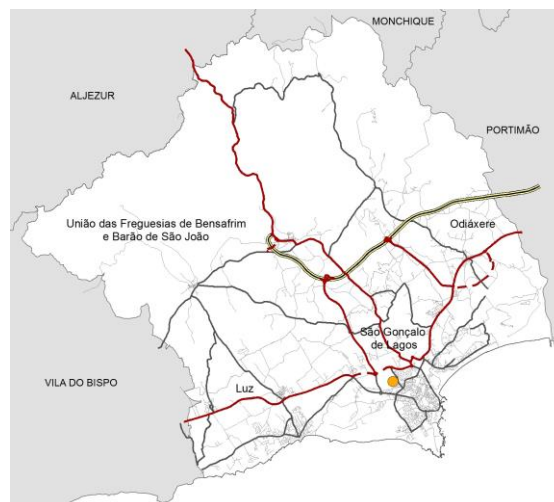 MONCHIQUE
ALJEZUR
PORTIMÃO
União das Freguesias de Bensafrim
e Barão de São João
Odiáxere
São Gonçalo
de Lagos
VILA DO BISPO
Luz